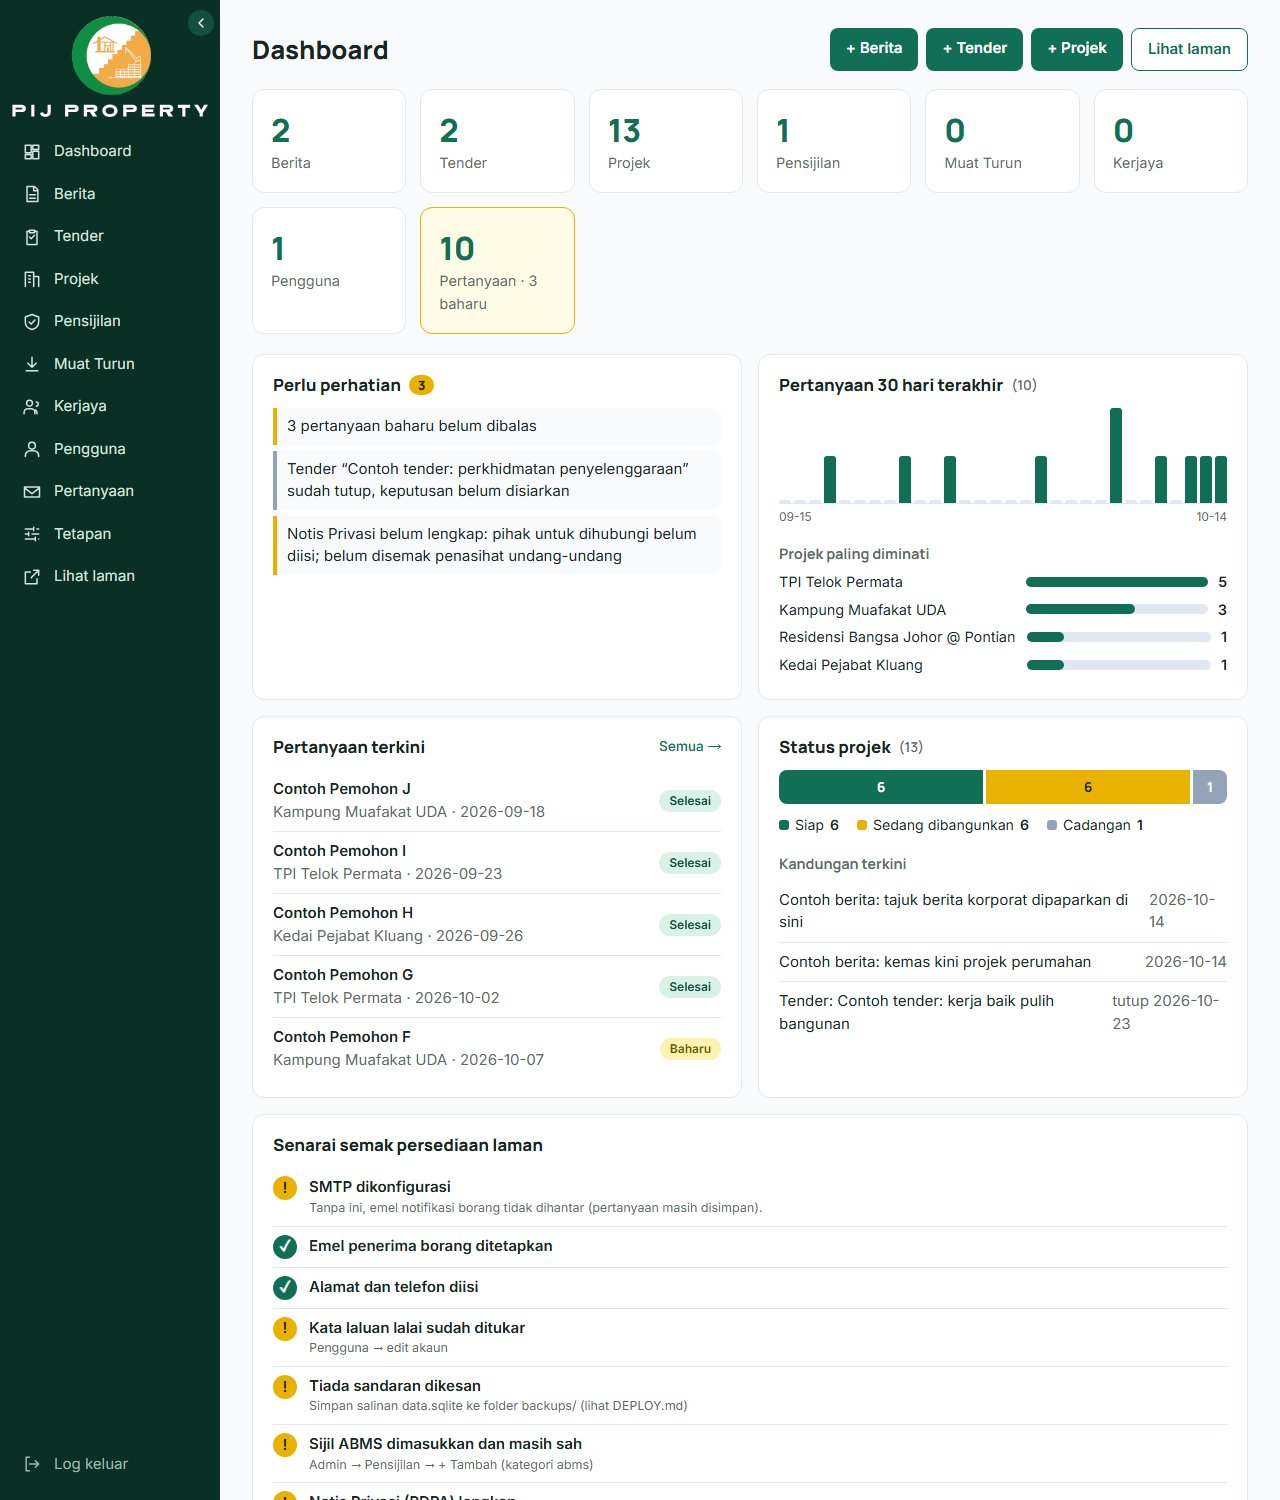 PIJ PROPERTY
Dashboard
Berita
Tender
Projek
Pensijilan
Muat Turun
Kerjaya
Pengguna
Pertanyaan
Tetapan
Lihat laman
Log keluar
Dashboard
+ Berita
+ Tender
+ Projek
Lihat laman
2
Berita
2
Tender
13
Projek
1
Pensijilan
0
Muat Turun
0
Kerjaya
1
Pengguna
10
Pertanyaan · 3
baharu
Perlu perhatian 3
3 pertanyaan baharu belum dibalas
Tender “Contoh tender: perkhidmatan penyelenggaraan”
sudah tutup, keputusan belum disiarkan
Notis Privasi belum lengkap: pihak untuk dihubungi belum
diisi; belum disemak penasihat undang-undang
Pertanyaan 30 hari terakhir (10)
09-15 10-14
Projek paling diminati
TPI Telok Permata 5
Kampung Muafakat UDA 3
Residensi Bangsa Johor @ Pontian 1
Kedai Pejabat Kluang 1
Pertanyaan terkini Semua →
Contoh Pemohon J
Kampung Muafakat UDA · 2026-09-18
Selesai
Contoh Pemohon I
TPI Telok Permata · 2026-09-23
Selesai
Contoh Pemohon H
Kedai Pejabat Kluang · 2026-09-26
Selesai
Contoh Pemohon G
TPI Telok Permata · 2026-10-02
Selesai
Contoh Pemohon F
Kampung Muafakat UDA · 2026-10-07
Baharu
Status projek (13)
6 6 1
Siap 6 Sedang dibangunkan 6 Cadangan 1
Kandungan terkini
Contoh berita: tajuk berita korporat dipaparkan di
sini
2026-10-
14
Contoh berita: kemas kini projek perumahan 2026-10-14
Tender: Contoh tender: kerja baik pulih
bangunan
tutup 2026-10-
23
Senarai semak persediaan laman
! SMTP dikonfigurasi
Tanpa ini, emel notifikasi borang tidak dihantar (pertanyaan masih disimpan).
✓ Emel penerima borang ditetapkan
✓ Alamat dan telefon diisi
! Kata laluan lalai sudah ditukar
Pengguna → edit akaun
! Tiada sandaran dikesan
Simpan salinan data.sqlite ke folder backups/ (lihat DEPLOY.md)
! Sijil ABMS dimasukkan dan masih sah
Admin → Pensijilan → + Tambah (kategori abms)
Notis Privasi (PDPA) lengkap